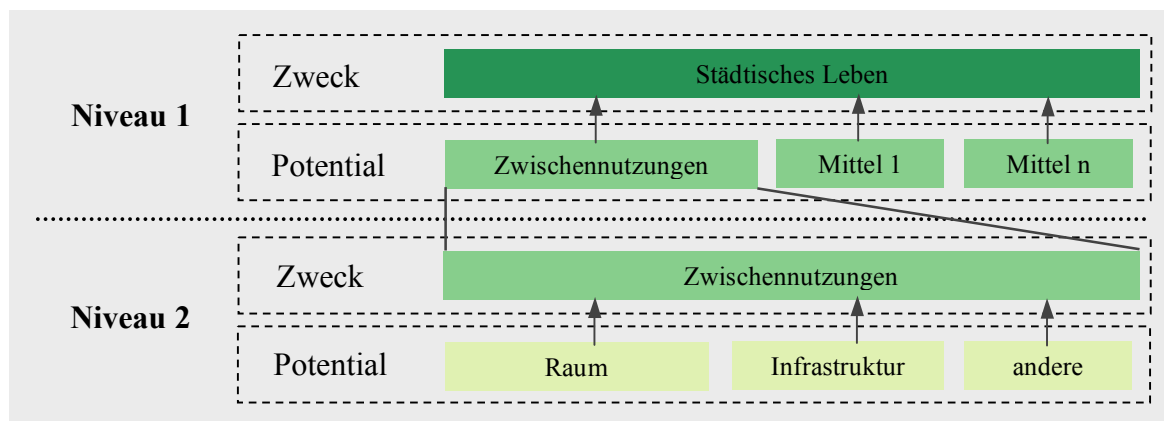 Niveau 1
Zweck
Städtisches Leben
Potential
Zwischennutzungen
Mittel 1
Mittel n
Niveau 2
Zweck
Zwischennutzungen
Potential
Raum
Infrastruktur
andere